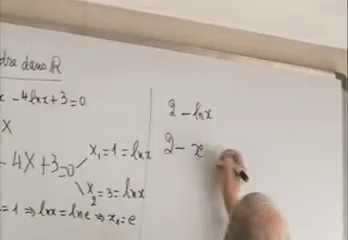 dre dans ℝ
x - 4lnx + 3 = 0
X
- 4X + 3 = 0
x₁ = 1 = lnx
x₂ = 3 = lnx
= 1 ⇒ lnx = lne ⇒ x₁ = e
2 - lnx
2 - x